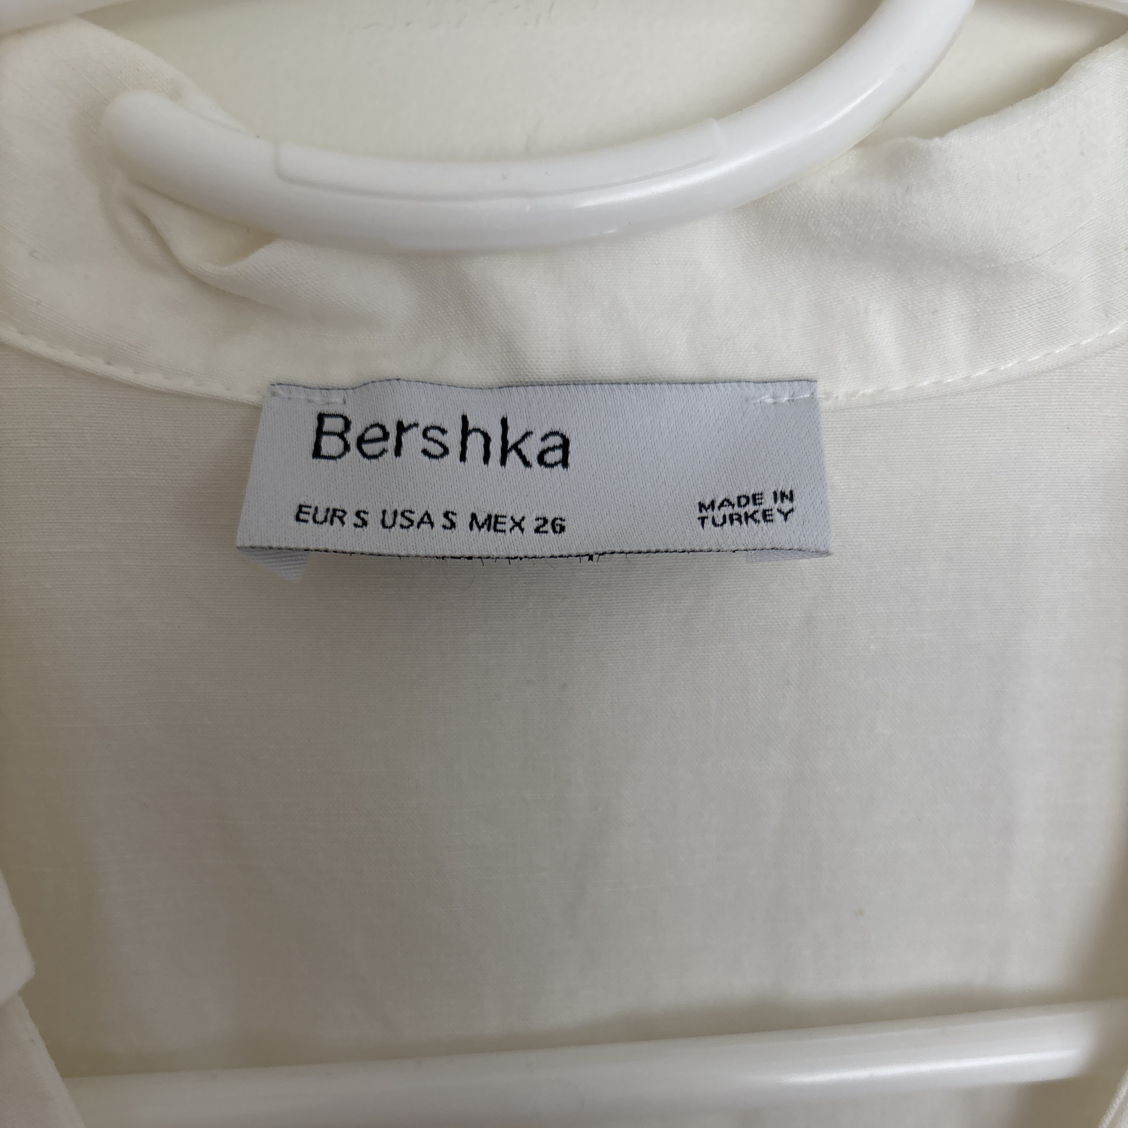 Bershka
EUR S USA S MEX 26
MADE IN
TURKEY